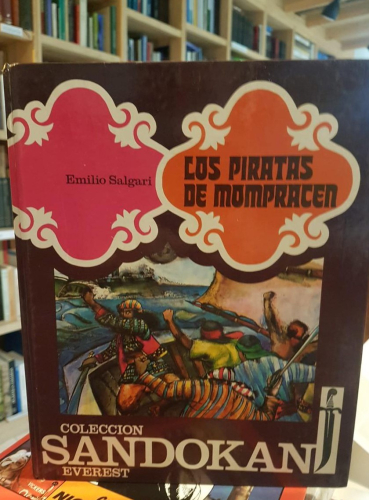 Emilio Salgari
LOS PIRATAS
DE MOMPRACEN
COLECCION
SANDOKAN
EVEREST